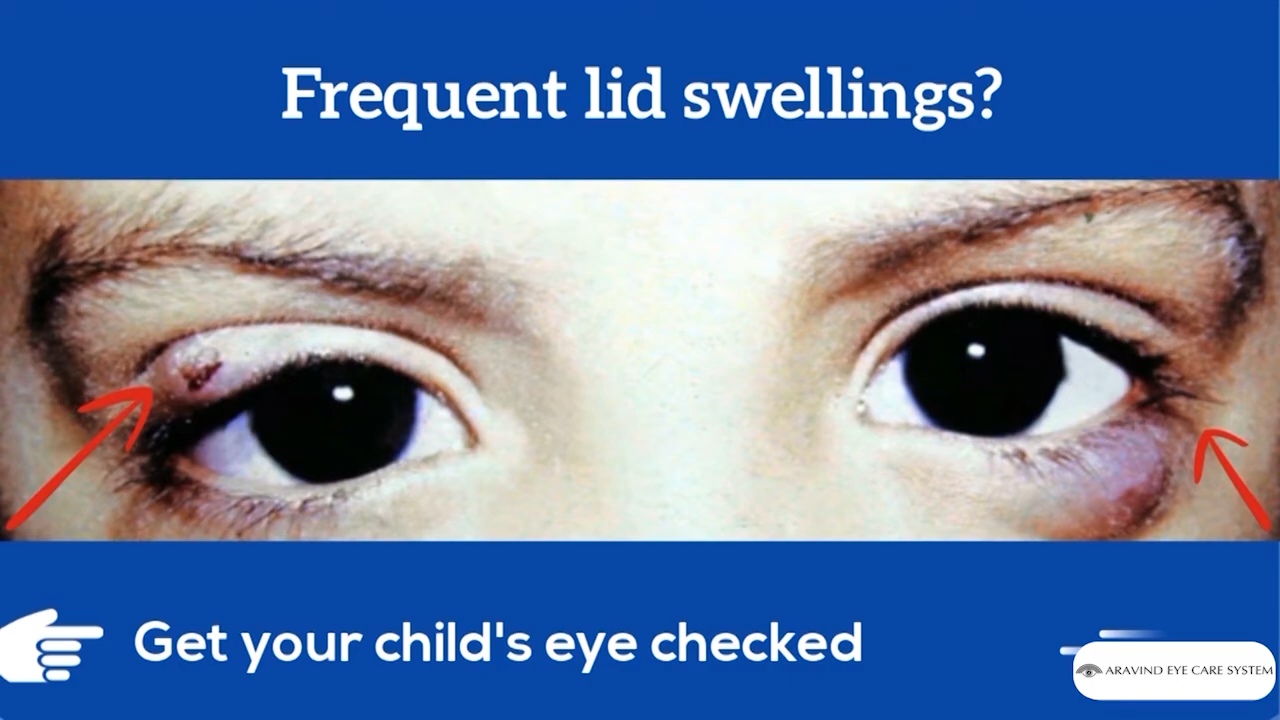 Frequent lid swellings?
Get your child's eye checked
ARAVIND EYE CARE SYSTEM